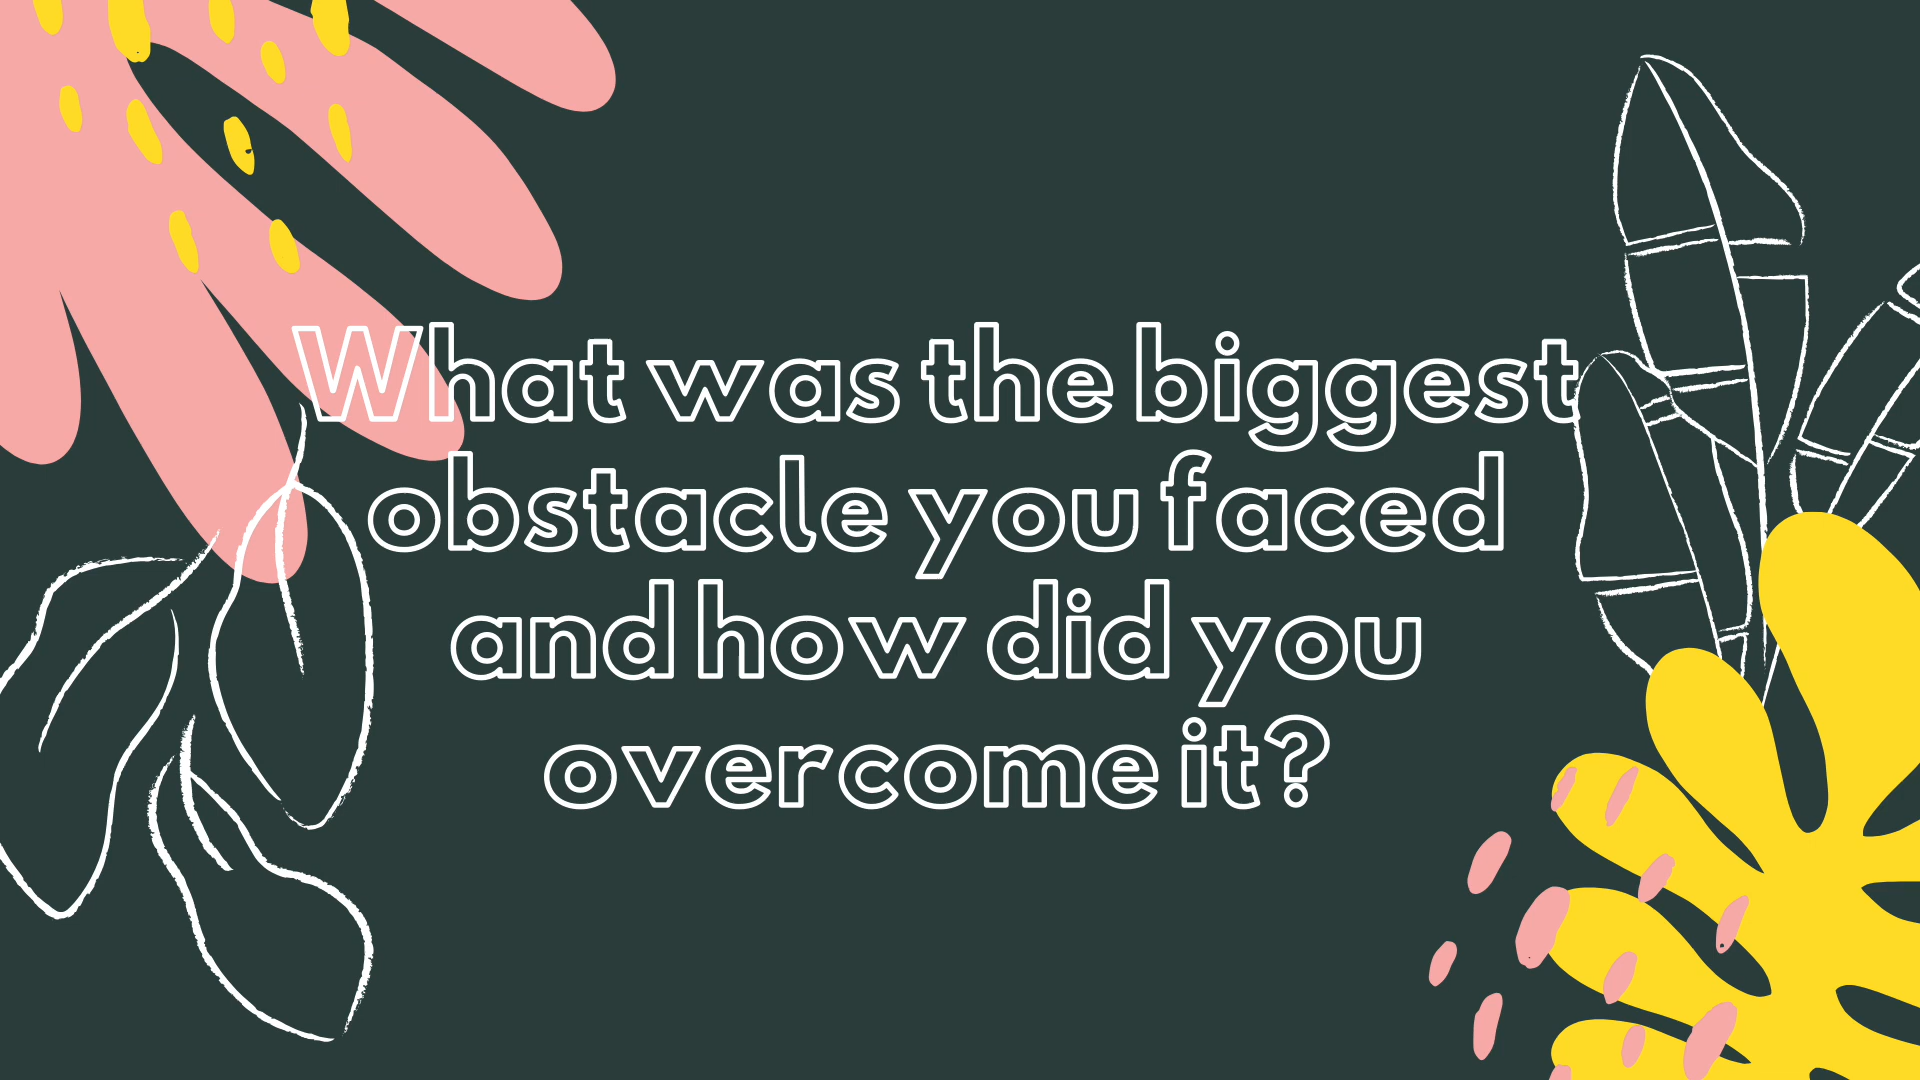 What was the biggest
obstacle you faced
and how did you
overcome it?